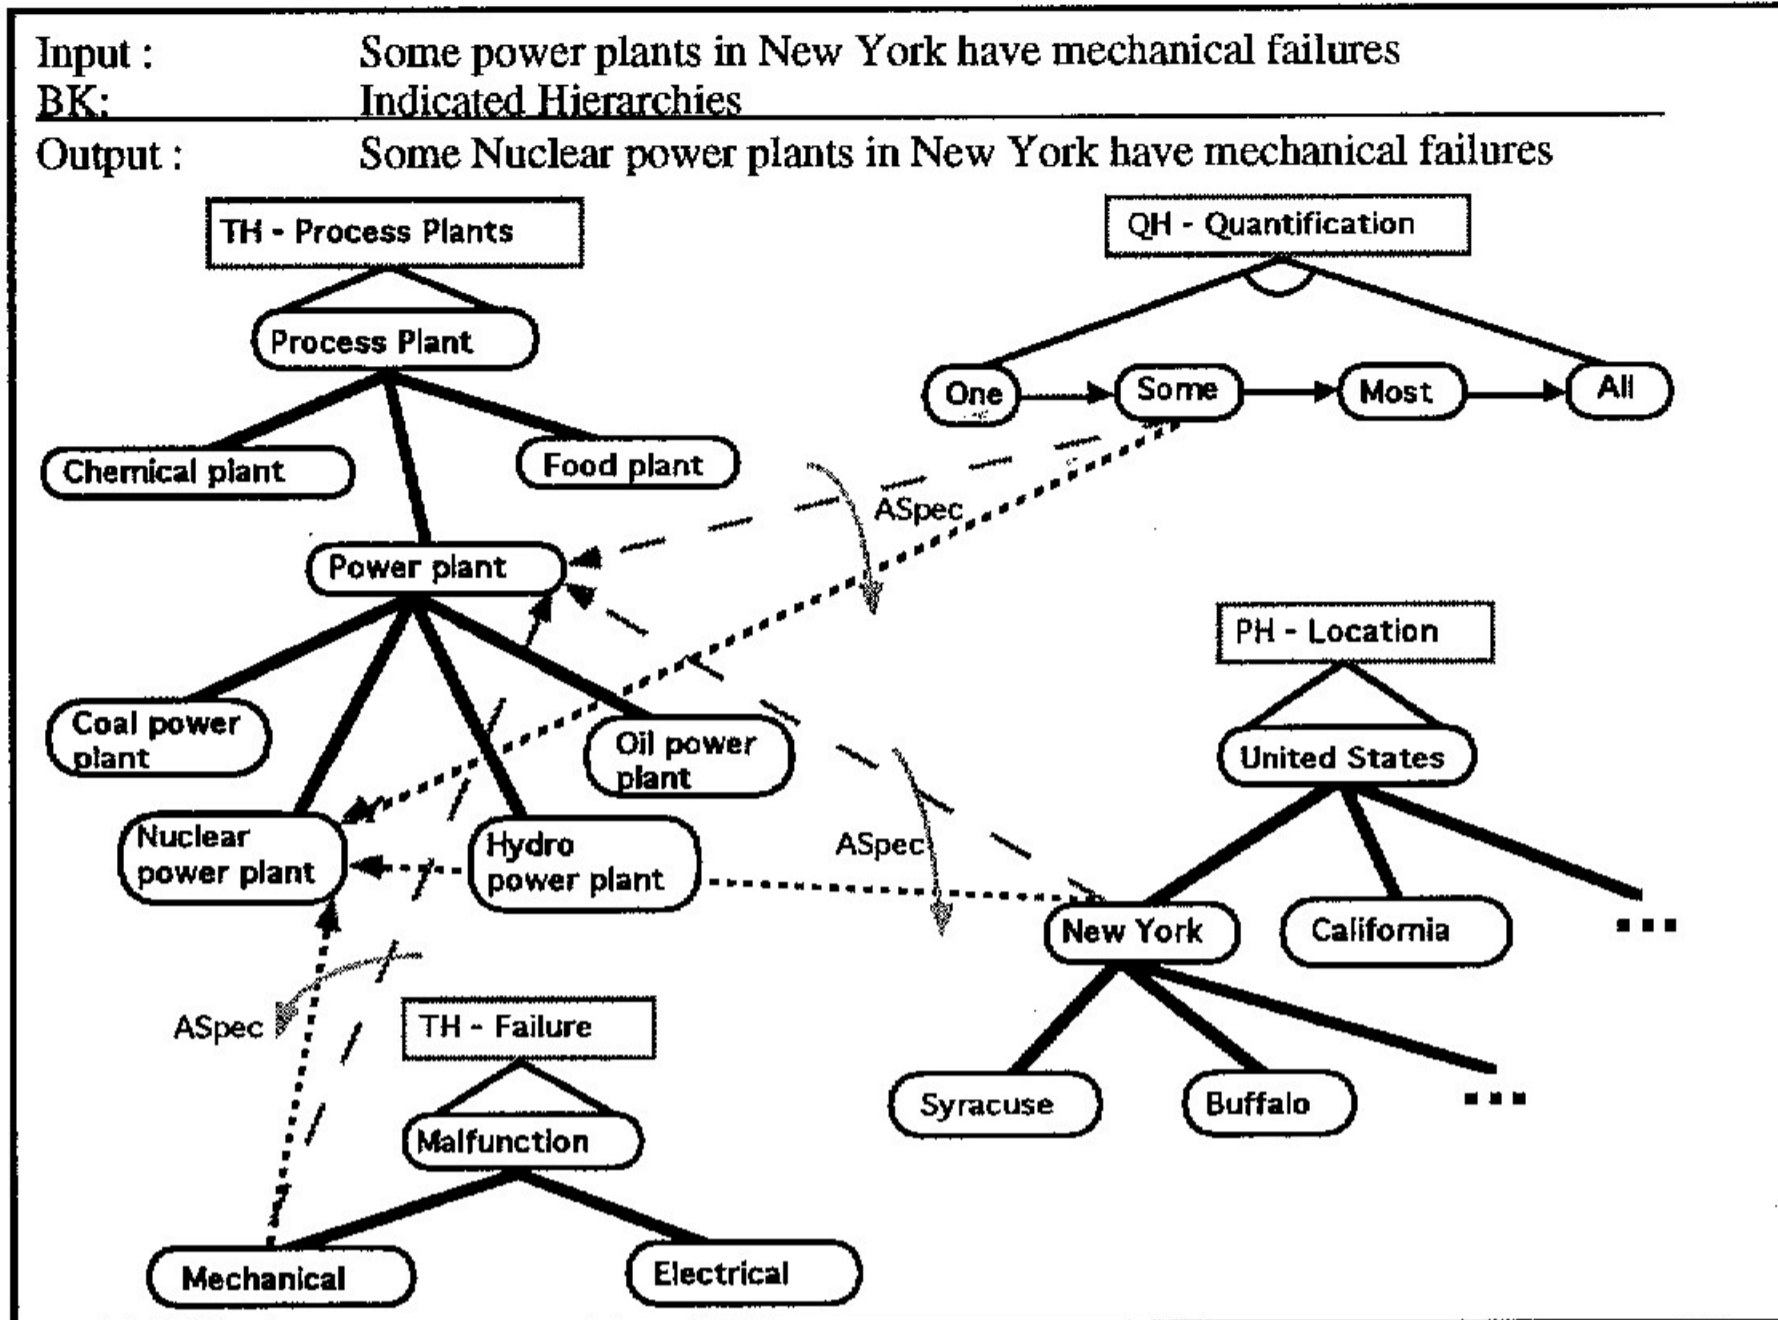 Input : Some power plants in New York have mechanical failures
BK: Indicated Hierarchies
Output : Some Nuclear power plants in New York have mechanical failures
TH - Process Plants
QH - Quantification
Process Plant
One
Some
Most
All
Chemical plant
Food plant
ASpec
Power plant
PH - Location
Coal power
plant
Oil power
plant
United States
Nuclear
power plant
Hydro
power plant
ASpec
New York
California
...
ASpec
TH - Failure
Malfunction
Syracuse
Buffalo
...
Mechanical
Electrical